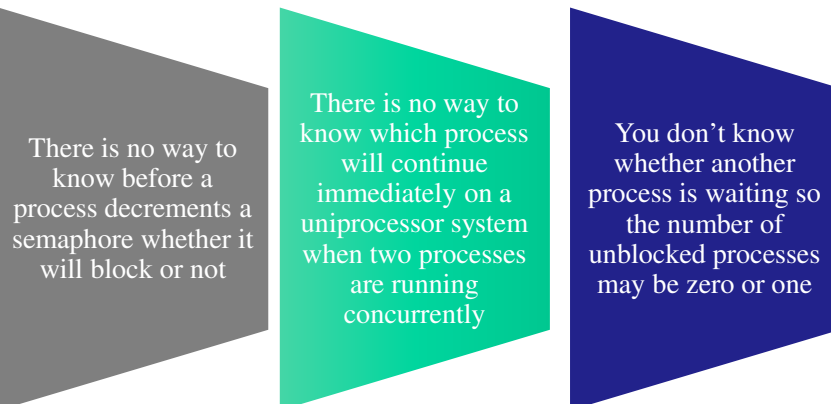 There is no way to
know before a
process decrements a
semaphore whether it
will block or not
There is no way to
know which process
will continue
immediately on a
uniprocessor system
when two processes
are running
concurrently
You don’t know
whether another
process is waiting so
the number of
unblocked processes
may be zero or one